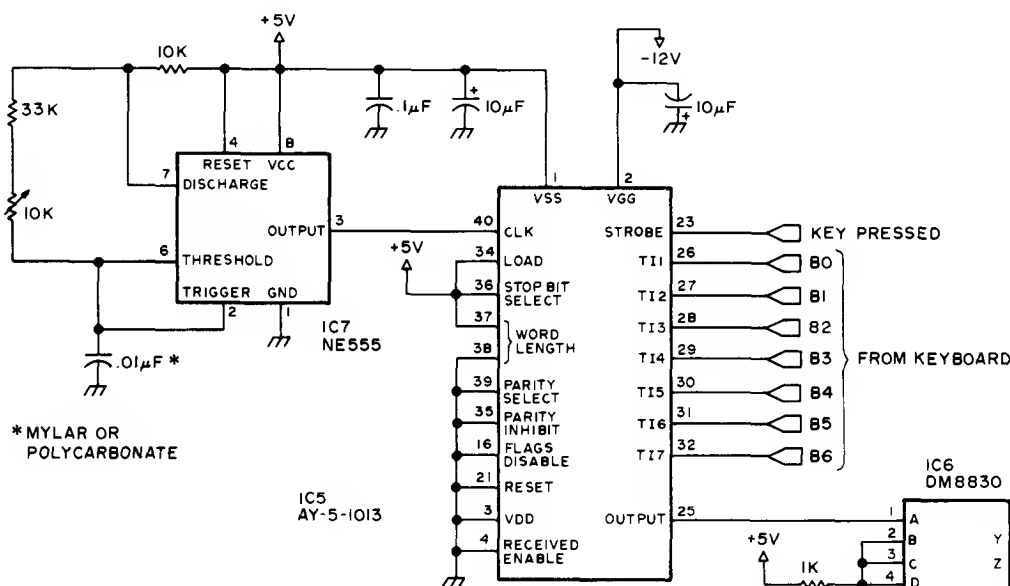 +5V
10K
-12V
33K
.1µF
+
10µF
10µF
+
4
8
RESET
VCC
7
DISCHARGE
10K
3
OUTPUT
6
THRESHOLD
TRIGGER
GND
2
1
IC7
NE555
.01µF*
*MYLAR OR
POLYCARBONATE
1
2
VSS
VGG
40
CLK
+5V
34
LOAD
36
STOP BIT
SELECT
37
WORD
LENGTH
38
39
PARITY
SELECT
35
PARITY
INHIBIT
16
FLAGS
DISABLE
21
RESET
3
VDD
4
RECEIVED
ENABLE
IC5
AY-5-1013
STROBE
23
KEY PRESSED
TI1
26
B0
TI2
27
B1
TI3
28
B2
TI4
29
B3
FROM KEYBOARD
TI5
30
B4
TI6
31
B5
TI7
32
B6
OUTPUT
25
IC6
DM8830
1
A
2
B
Y
3
C
Z
4
D
+5V
1K